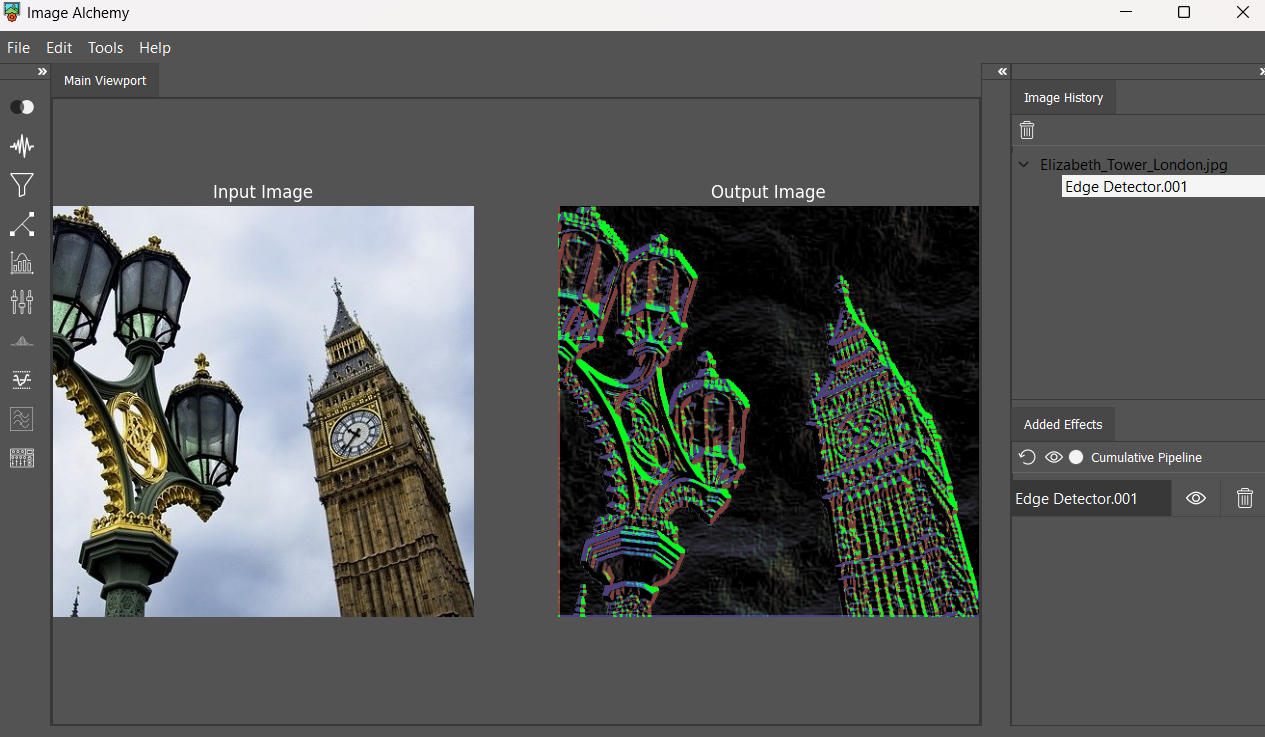 Image Alchemy
File Edit Tools Help
Main Viewport
Input Image
Output Image
Image History
Elizabeth_Tower_London.jpg
Edge Detector.001
Added Effects
Cumulative Pipeline
Edge Detector.001